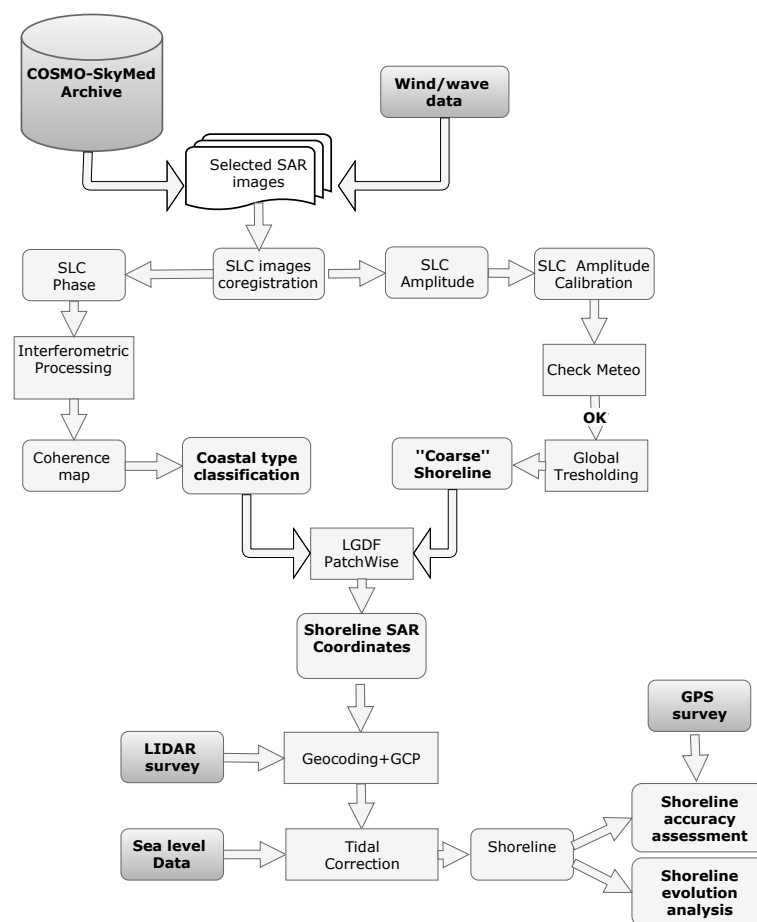 COSMO-SkyMed
Archive
Wind/wave
data
Selected SAR
images
SLC
Phase
SLC images
coregistration
SLC
Amplitude
SLC Amplitude
Calibration
Interferometric
Processing
Check Meteo
OK
Coherence
map
Coastal type
classification
"Coarse"
Shoreline
Global
Tresholding
LGDF
PatchWise
Shoreline SAR
Coordinates
GPS
survey
LIDAR
survey
Geocoding+GCP
Shoreline
accuracy
assessment
Sea level
Data
Tidal
Correction
Shoreline
Shoreline
evolution
analysis